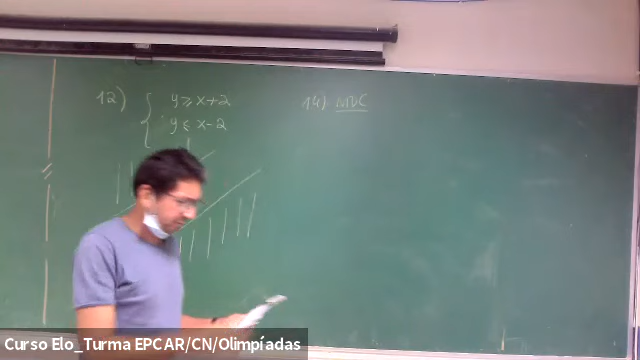 12) y ⩾ x+2
y ⩽ x-2
14) MDC
Curso Elo_Turma EPCAR/CN/Olimpíadas